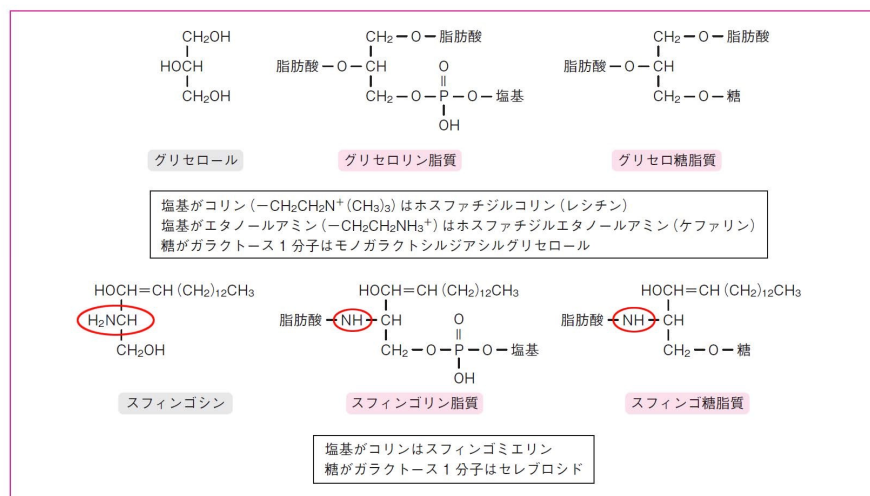 CH₂OH
HOCH
CH₂OH
グリセロール
CH₂－O－脂肪酸
脂肪酸－O－CH
O
CH₂－O－P－O－塩基
OH
グリセロリン脂質
CH₂－O－脂肪酸
脂肪酸－O－CH
CH₂－O－糖
グリセロ糖脂質
塩基がコリン(－CH₂CH₂N⁺(CH₃)₃)はホスファチジルコリン(レシチン)
塩基がエタノールアミン(－CH₂CH₂NH₃⁺)はホスファチジルエタノールアミン(ケファリン)
糖がガラクトース1分子はモノガラクトシルジアシルグリセロール
HOCH＝CH(CH₂)₁₂CH₃
H₂NCH
CH₂OH
スフィンゴシン
HOCH＝CH(CH₂)₁₂CH₃
脂肪酸－NH－CH
O
CH₂－O－P－O－塩基
OH
スフィンゴリン脂質
HOCH＝CH(CH₂)₁₂CH₃
脂肪酸－NH－CH
CH₂－O－糖
スフィンゴ糖脂質
塩基がコリンはスフィンゴミエリン
糖がガラクトース1分子はセレブロシド